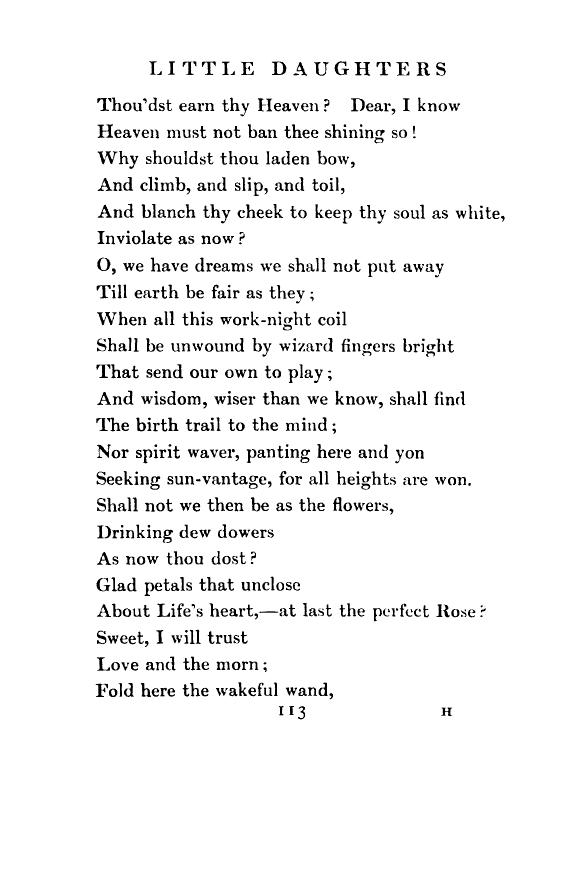 LITTLE DAUGHTERS
Thou'dst earn thy Heaven? Dear, I know
Heaven must not ban thee shining so!
Why shouldst thou laden bow,
And climb, and slip, and toil,
And blanch thy cheek to keep thy soul as white,
Inviolate as now?
O, we have dreams we shall not put away
Till earth be fair as they;
When all this work-night coil
Shall be unwound by wizard fingers bright
That send our own to play;
And wisdom, wiser than we know, shall find
The birth trail to the mind;
Nor spirit waver, panting here and yon
Seeking sun-vantage, for all heights are won.
Shall not we then be as the flowers,
Drinking dew dowers
As now thou dost?
Glad petals that unclose
About Life's heart,—at last the perfect Rose?
Sweet, I will trust
Love and the morn;
Fold here the wakeful wand,
113 H